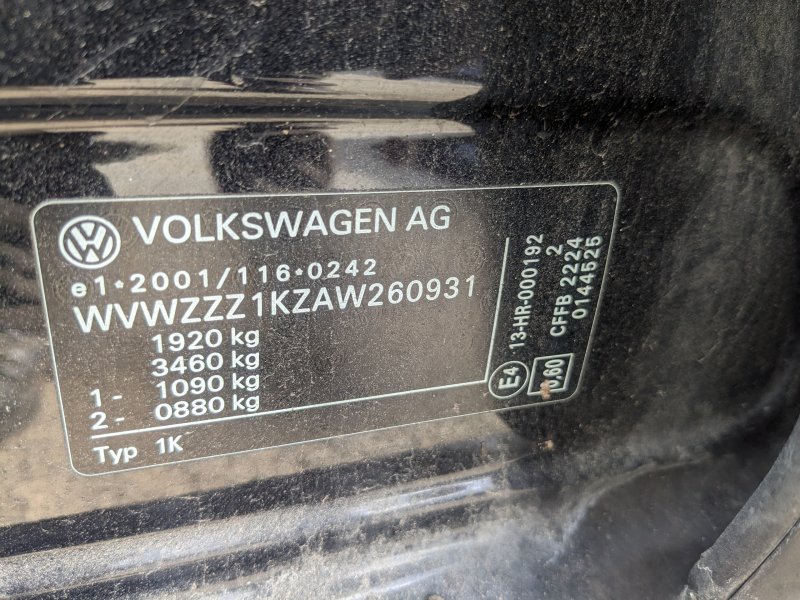 VOLKSWAGEN AG
e1*2001/116*0242
WVWZZZ1KZAW260931
1920 kg
3460 kg
1 - 1090 kg
2 - 0880 kg
Typ 1K
13-HR-000192
2
CFFB 2224
0144525
E4
0,60